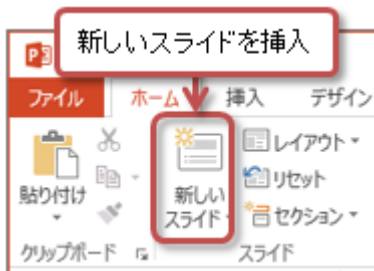 新しいスライドを挿入
ファイル ホーム 挿入 デザイン
貼り付け
新しい
スライド
レイアウト
リセット
セクション
クリップボード スライド